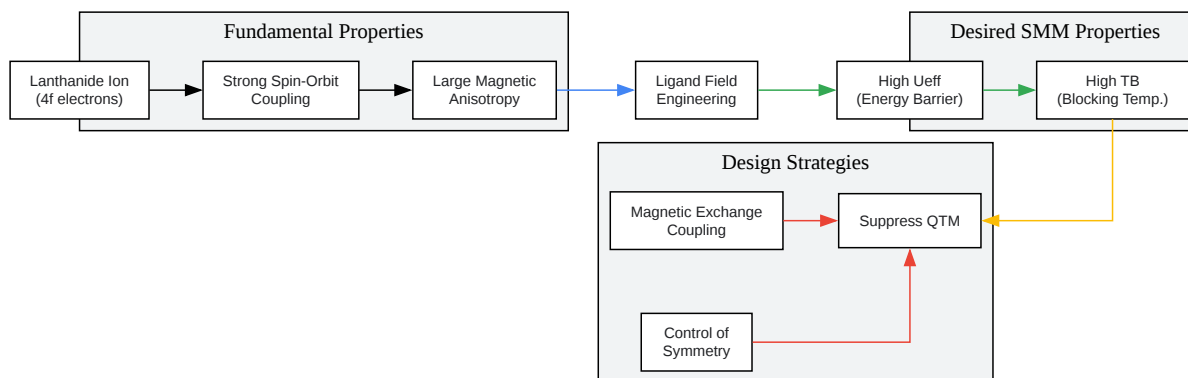 Fundamental Properties
Desired SMM Properties
Lanthanide Ion
(4f electrons)
Strong Spin-Orbit
Coupling
Large Magnetic
Anisotropy
Ligand Field
Engineering
High Ueff
(Energy Barrier)
High TB
(Blocking Temp.)
Design Strategies
Magnetic Exchange
Coupling
Suppress QTM
Control of
Symmetry